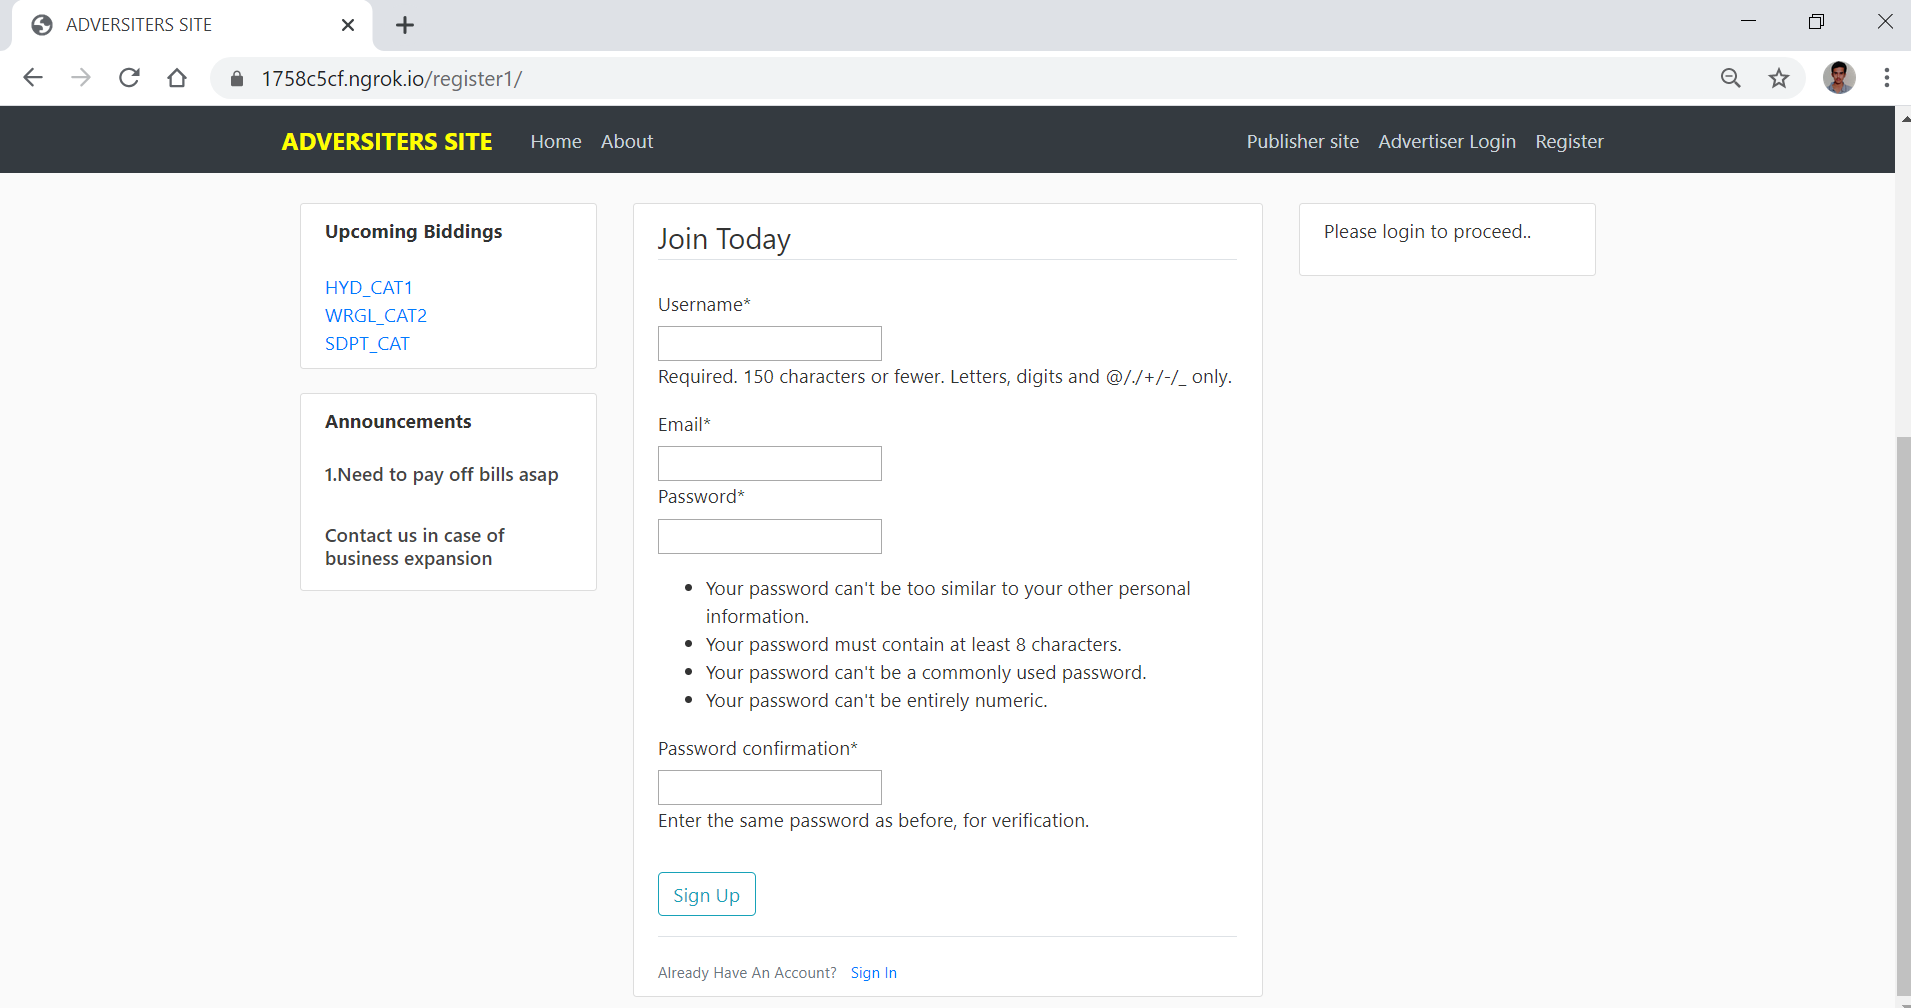 ADVERSITERS SITE
1758c5cf.ngrok.io/register1/
ADVERSITERS SITE Home About Publisher site Advertiser Login Register
Upcoming Biddings
HYD_CAT1
WRGL_CAT2
SDPT_CAT
Announcements
1.Need to pay off bills asap
Contact us in case of
business expansion
Join Today
Username*
Required. 150 characters or fewer. Letters, digits and @/./+/-/_ only.
Email*
Password*
Your password can't be too similar to your other personal
information.
Your password must contain at least 8 characters.
Your password can't be a commonly used password.
Your password can't be entirely numeric.
Password confirmation*
Enter the same password as before, for verification.
Sign Up
Already Have An Account? Sign In
Please login to proceed..